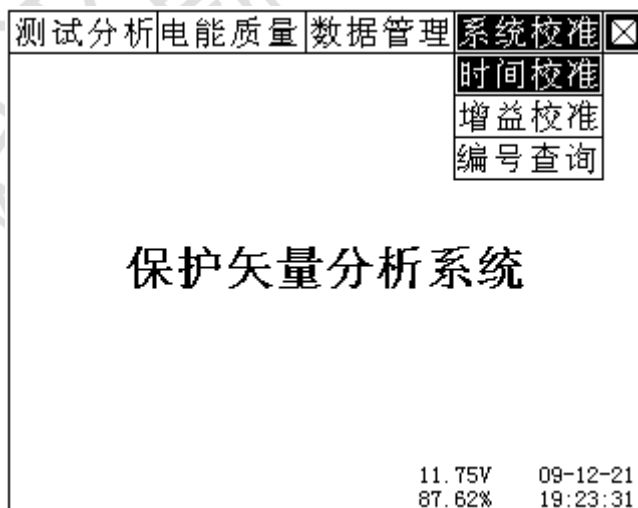 测试分析 电能质量 数据管理 系统校准
时间校准
增益校准
编号查询
保护矢量分析系统
11.75V 09-12-21
87.62% 19:23:31